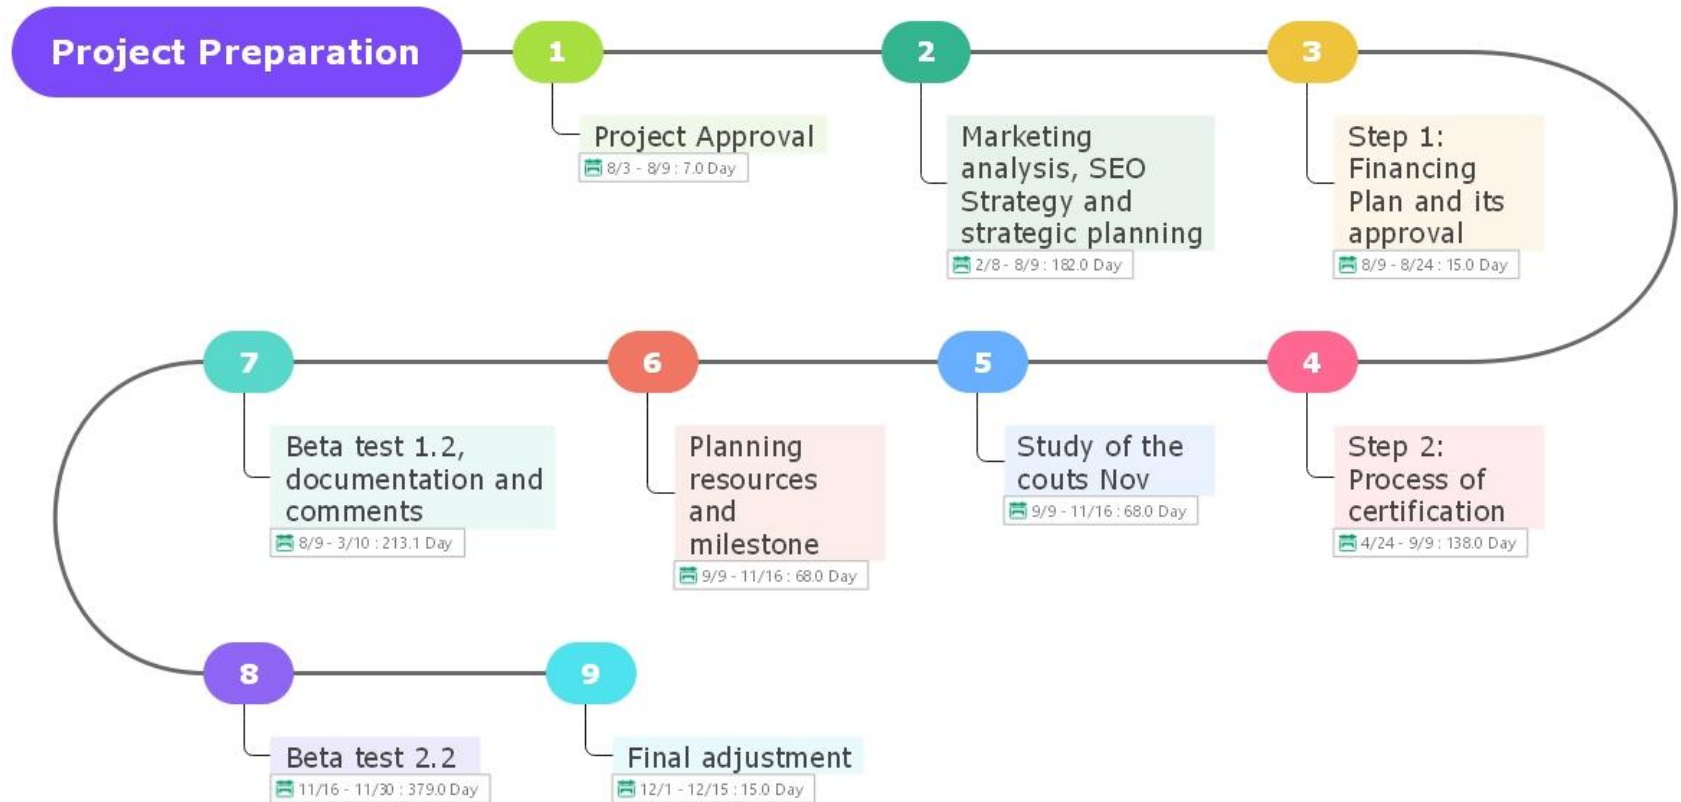 Project Preparation
1
2
3
Project Approval
8/3 - 8/9 : 7.0 Day
Marketing
analysis, SEO
Strategy and
strategic planning
2/8 - 8/9 : 182.0 Day
Step 1:
Financing
Plan and its
approval
8/9 - 8/24 : 15.0 Day
7
6
5
4
Beta test 1.2,
documentation and
comments
8/9 - 3/10 : 213.1 Day
Planning
resources
and
milestone
9/9 - 11/16 : 68.0 Day
Study of the
couts Nov
9/9 - 11/16 : 68.0 Day
Step 2:
Process of
certification
4/24 - 9/9 : 138.0 Day
8
9
Beta test 2.2
11/16 - 11/30 : 379.0 Day
Final adjustment
12/1 - 12/15 : 15.0 Day